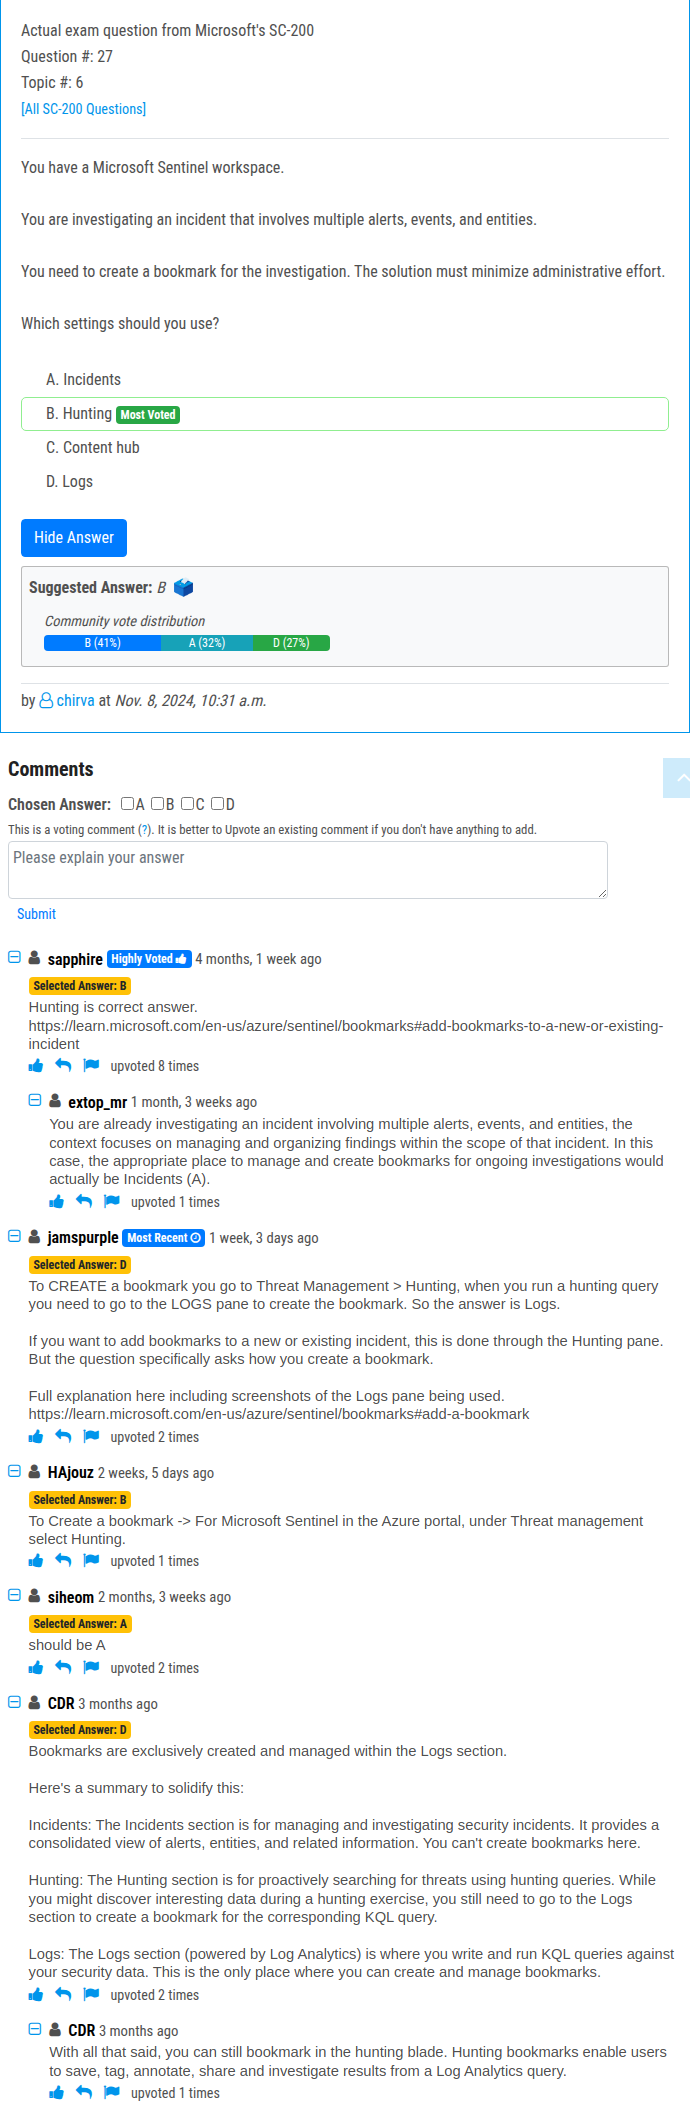 Actual exam question from Microsoft's SC-200
Question #: 27
Topic #: 6
[All SC-200 Questions]
You have a Microsoft Sentinel workspace.
You are investigating an incident that involves multiple alerts, events, and entities.
You need to create a bookmark for the investigation. The solution must minimize administrative effort.
Which settings should you use?
A. Incidents
B. Hunting Most Voted
C. Content hub
D. Logs
Hide Answer
Suggested Answer: B
Community vote distribution
B (41%) A (32%) D (27%)
by chirva at Nov. 8, 2024, 10:31 a.m.
Comments
Chosen Answer: A B C D
This is a voting comment (?). It is better to Upvote an existing comment if you don't have anything to add.
Please explain your answer
Submit
sapphire Highly Voted 4 months, 1 week ago
Selected Answer: B
Hunting is correct answer.
https://learn.microsoft.com/en-us/azure/sentinel/bookmarks#add-bookmarks-to-a-new-or-existing-
incident
upvoted 8 times
extop_mr 1 month, 3 weeks ago
You are already investigating an incident involving multiple alerts, events, and entities, the
context focuses on managing and organizing findings within the scope of that incident. In this
case, the appropriate place to manage and create bookmarks for ongoing investigations would
actually be Incidents (A).
upvoted 1 times
jamspurple Most Recent 1 week, 3 days ago
Selected Answer: D
To CREATE a bookmark you go to Threat Management > Hunting, when you run a hunting query
you need to go to the LOGS pane to create the bookmark. So the answer is Logs.
If you want to add bookmarks to a new or existing incident, this is done through the Hunting pane.
But the question specifically asks how you create a bookmark.
Full explanation here including screenshots of the Logs pane being used.
https://learn.microsoft.com/en-us/azure/sentinel/bookmarks#add-a-bookmark
upvoted 2 times
HAjouz 2 weeks, 5 days ago
Selected Answer: B
To Create a bookmark -> For Microsoft Sentinel in the Azure portal, under Threat management
select Hunting.
upvoted 1 times
siheom 2 months, 3 weeks ago
Selected Answer: A
should be A
upvoted 2 times
CDR 3 months ago
Selected Answer: D
Bookmarks are exclusively created and managed within the Logs section.
Here's a summary to solidify this:
Incidents: The Incidents section is for managing and investigating security incidents. It provides a
consolidated view of alerts, entities, and related information. You can't create bookmarks here.
Hunting: The Hunting section is for proactively searching for threats using hunting queries. While
you might discover interesting data during a hunting exercise, you still need to go to the Logs
section to create a bookmark for the corresponding KQL query.
Logs: The Logs section (powered by Log Analytics) is where you write and run KQL queries against
your security data. This is the only place where you can create and manage bookmarks.
upvoted 2 times
CDR 3 months ago
With all that said, you can still bookmark in the hunting blade. Hunting bookmarks enable users
to save, tag, annotate, share and investigate results from a Log Analytics query.
upvoted 1 times